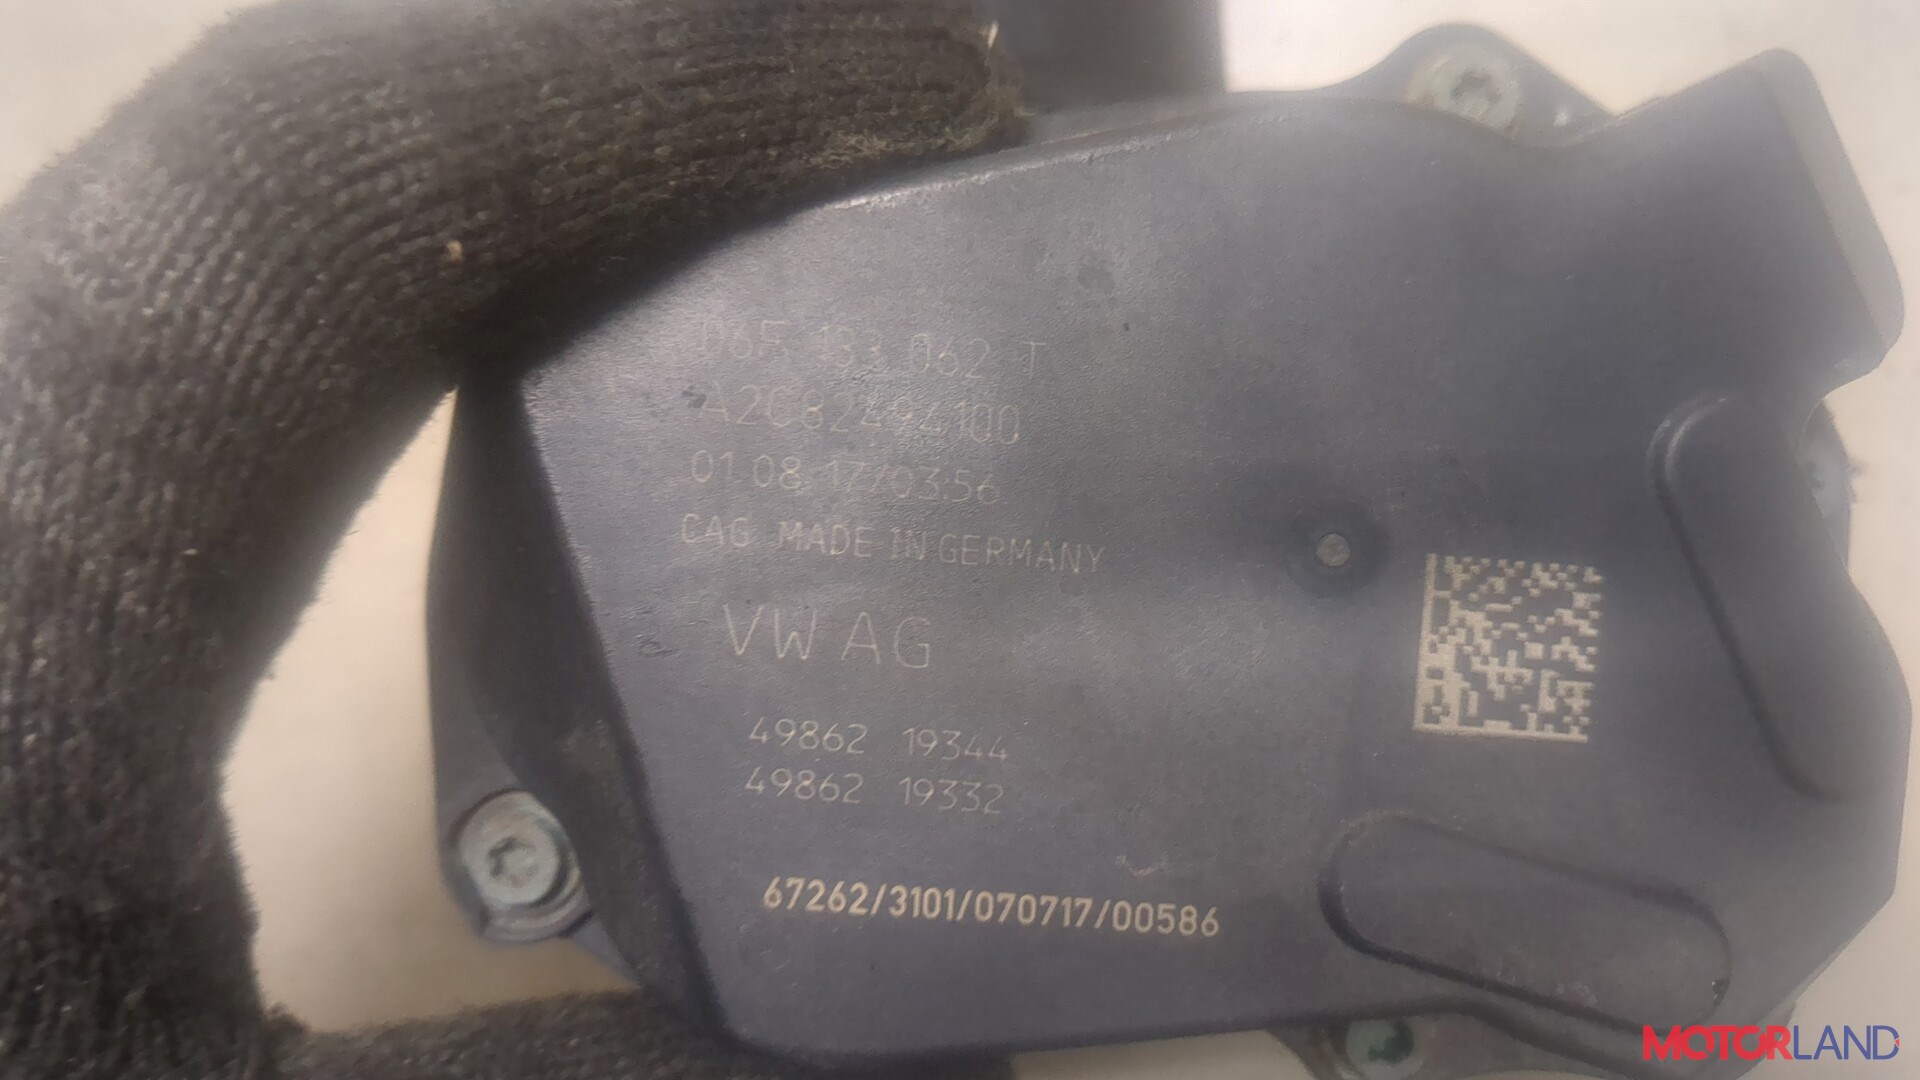 06F 133 062 T
A2C82494100
01.08.17/03:56
CAG MADE IN GERMANY
VW AG
49862 19344
49862 19332
67262/3101/070717/00586
MOTORLAND